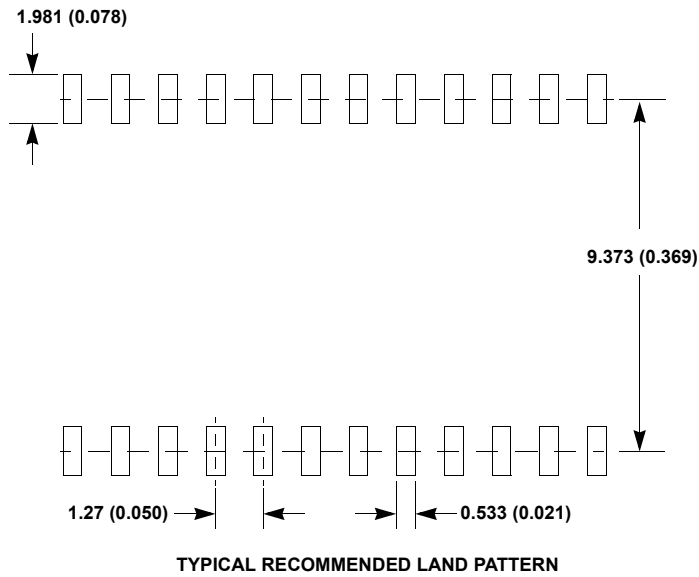 1.981 (0.078)
9.373 (0.369)
1.27 (0.050)
0.533 (0.021)
TYPICAL RECOMMENDED LAND PATTERN